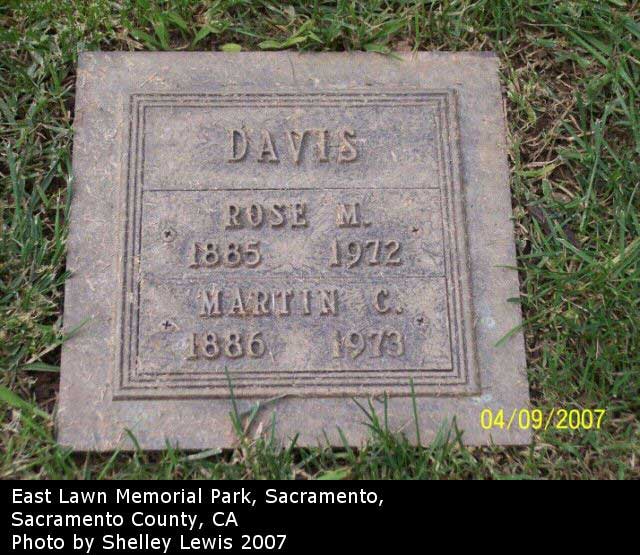 DAVIS
ROSE M.
1885 1972
MARTIN C.
1886 1973
04/09/2007
East Lawn Memorial Park, Sacramento,
Sacramento County, CA
Photo by Shelley Lewis 2007